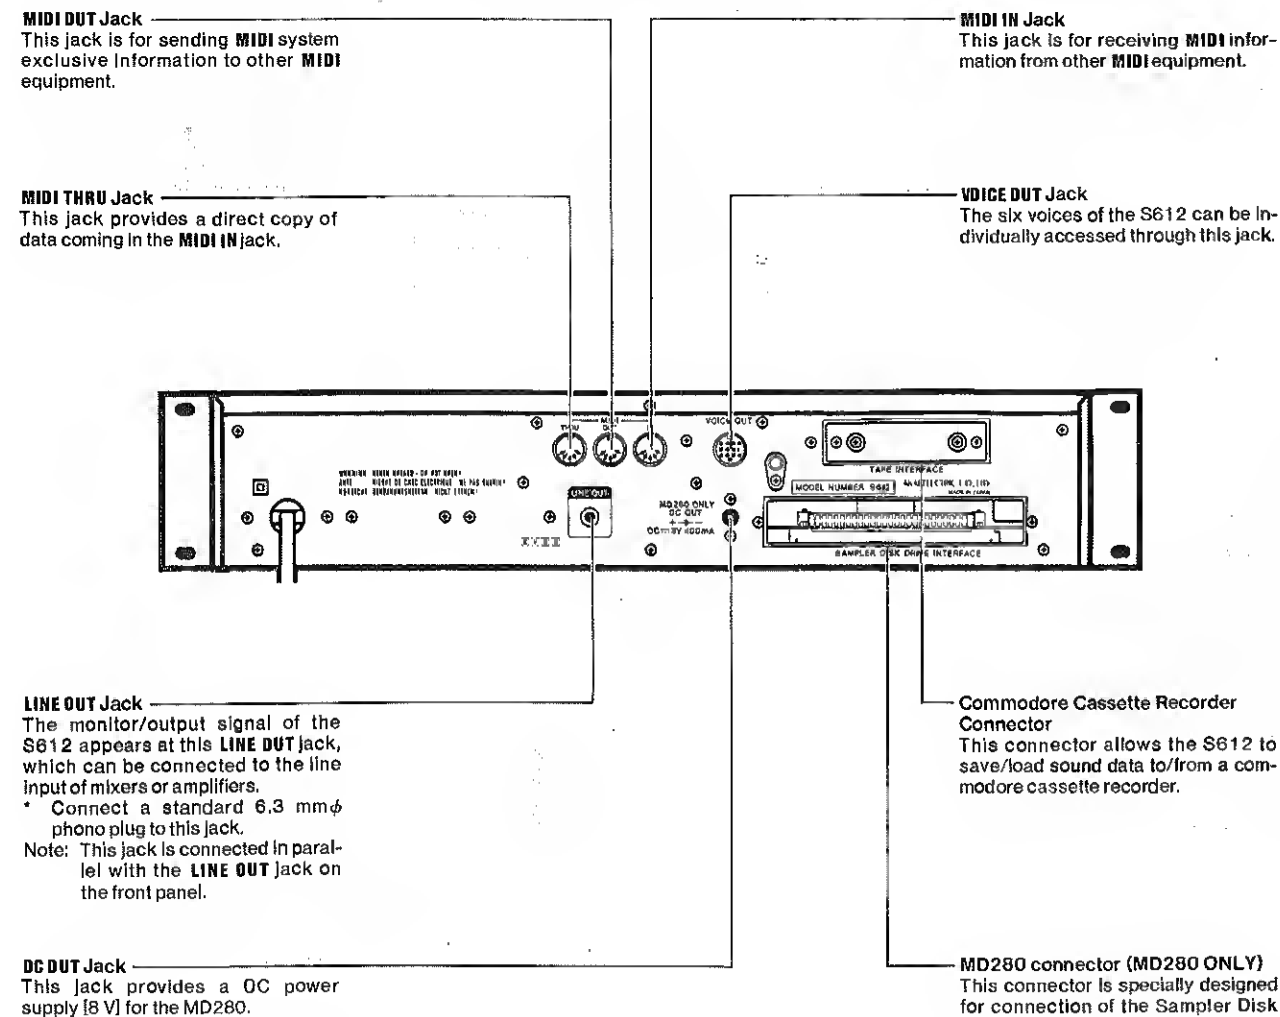 MIDI OUT Jack
This jack is for sending MIDI system
exclusive Information to other MIDI
equipment.
MIDI IN Jack
This jack is for receiving MIDI infor-
mation from other MIDI equipment.
MIDI THRU Jack
This jack provides a direct copy of
data coming in the MIDI IN jack.
VOICE OUT Jack
The six voices of the S612 can be in-
dividually accessed through this jack.
MIDI
THRU OUT IN
VOICE OUT
TAPE INTERFACE
MODEL NUMBER S612
LINE OUT
MD280 ONLY
DC OUT
SAMPLER DISK DRIVE INTERFACE
LINE OUT Jack
The monitor/output signal of the
S612 appears at this LINE OUT jack,
which can be connected to the line
input of mixers or amplifiers.
* Connect a standard 6.3 mmϕ
phono plug to this jack.
Note: This jack is connected in paral-
lel with the LINE OUT jack on
the front panel.
Commodore Cassette Recorder
Connector
This connector allows the S612 to
save/load sound data to/from a com-
modore cassette recorder.
DC OUT Jack
This jack provides a DC power
supply [8 V] for the MD280.
MD280 connector (MD280 ONLY)
This connector is specially designed
for connection of the Sampler Disk